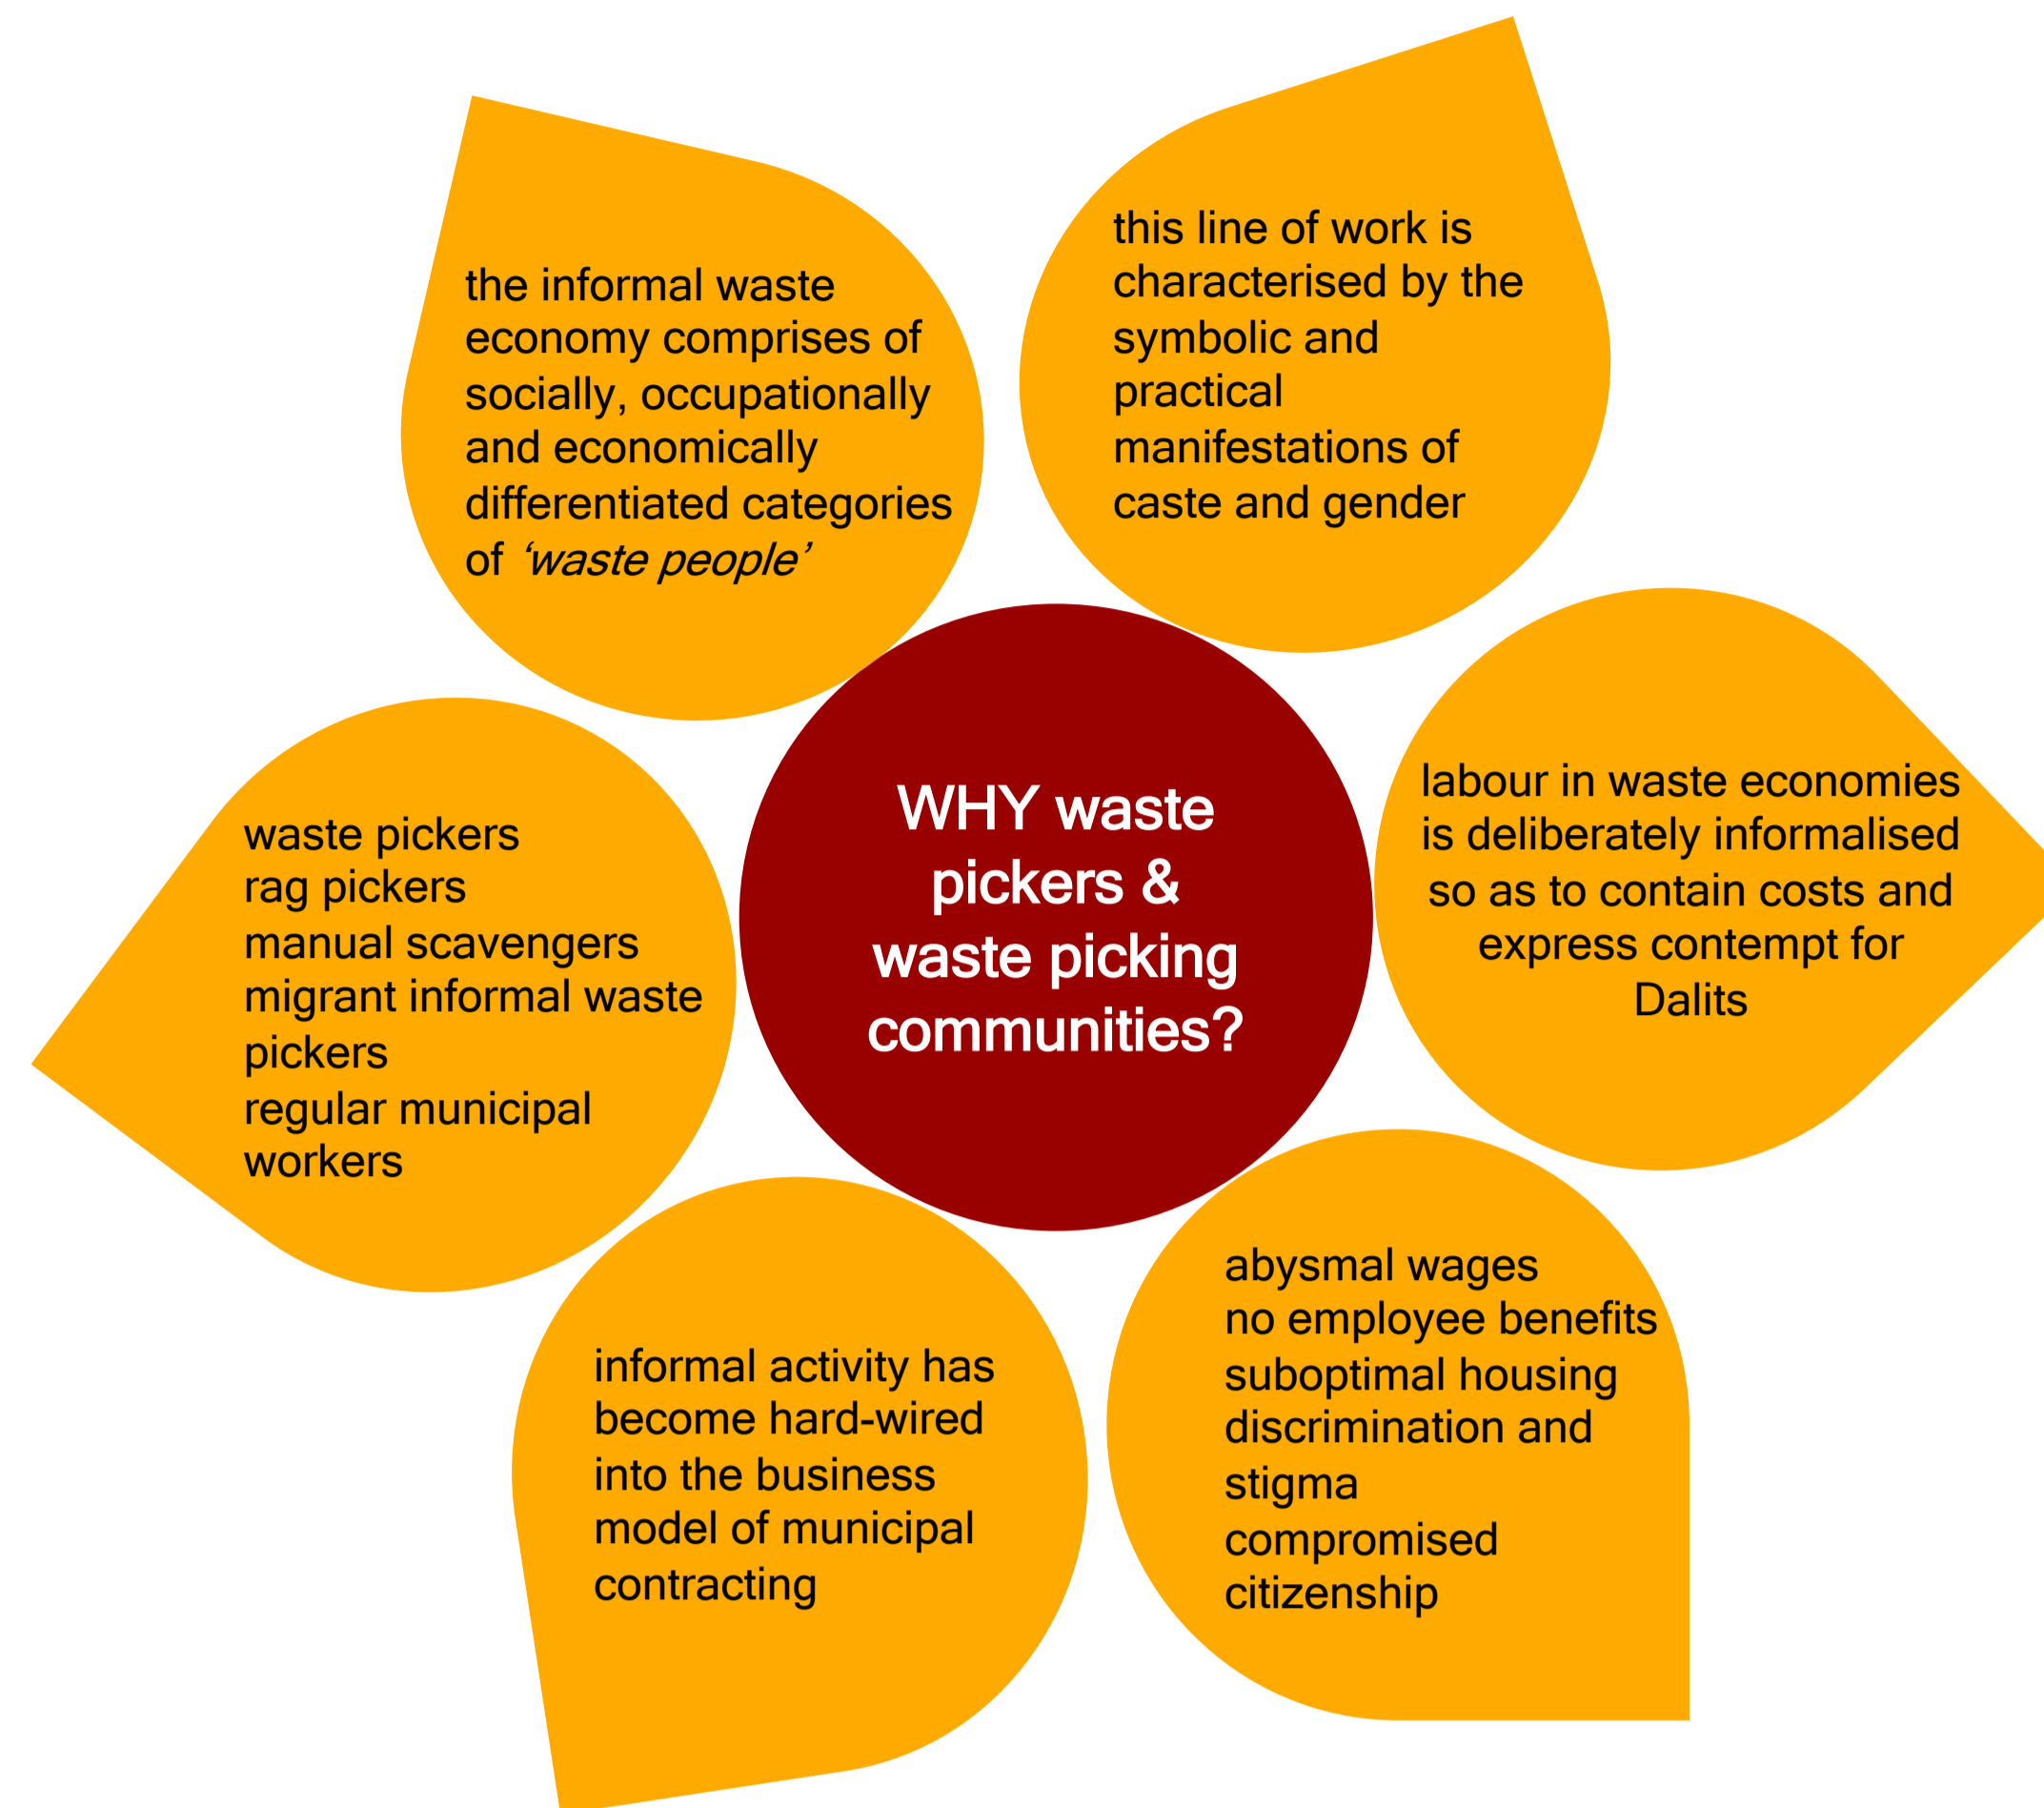 the informal waste
economy comprises of
socially, occupationally
and economically
differentiated categories
of ‘waste people’
this line of work is
characterised by the
symbolic and
practical
manifestations of
caste and gender
labour in waste economies
is deliberately informalised
so as to contain costs and
express contempt for
Dalits
WHY waste
pickers &
waste picking
communities?
waste pickers
rag pickers
manual scavengers
migrant informal waste
pickers
regular municipal
workers
abysmal wages
no employee benefits
suboptimal housing
discrimination and
stigma
compromised
citizenship
informal activity has
become hard-wired
into the business
model of municipal
contracting